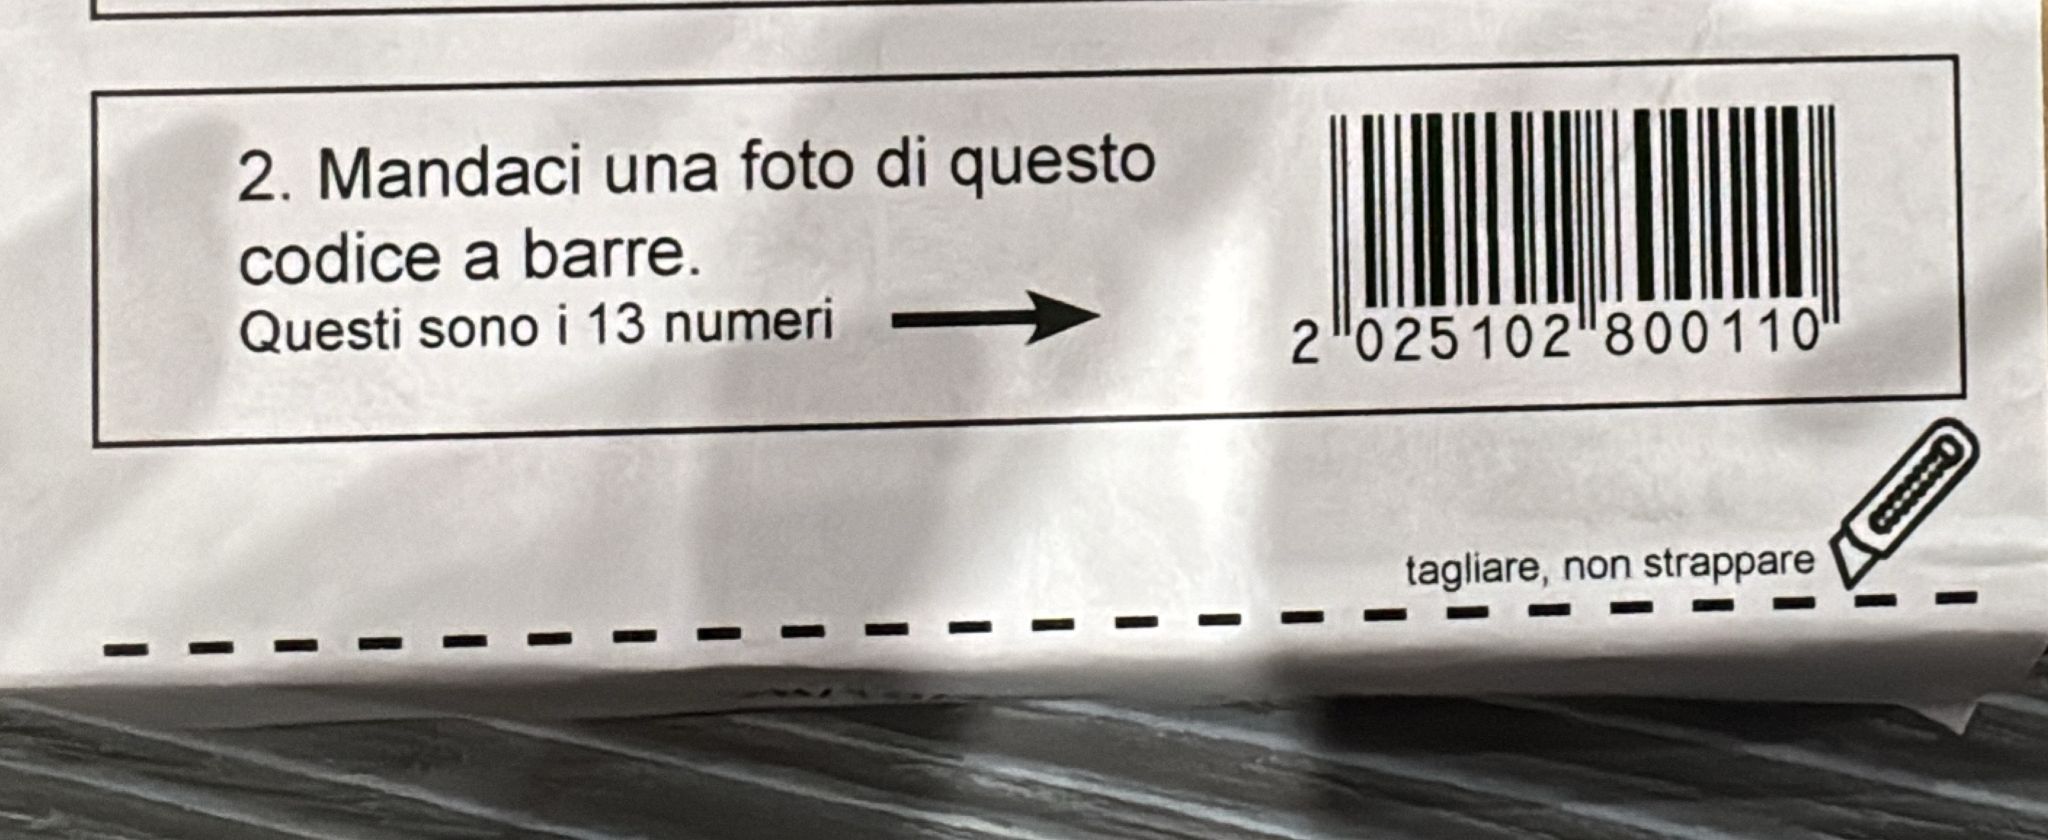 2. Mandaci una foto di questo
codice a barre.
Questi sono i 13 numeri
2 025102 800110
tagliare, non strappare